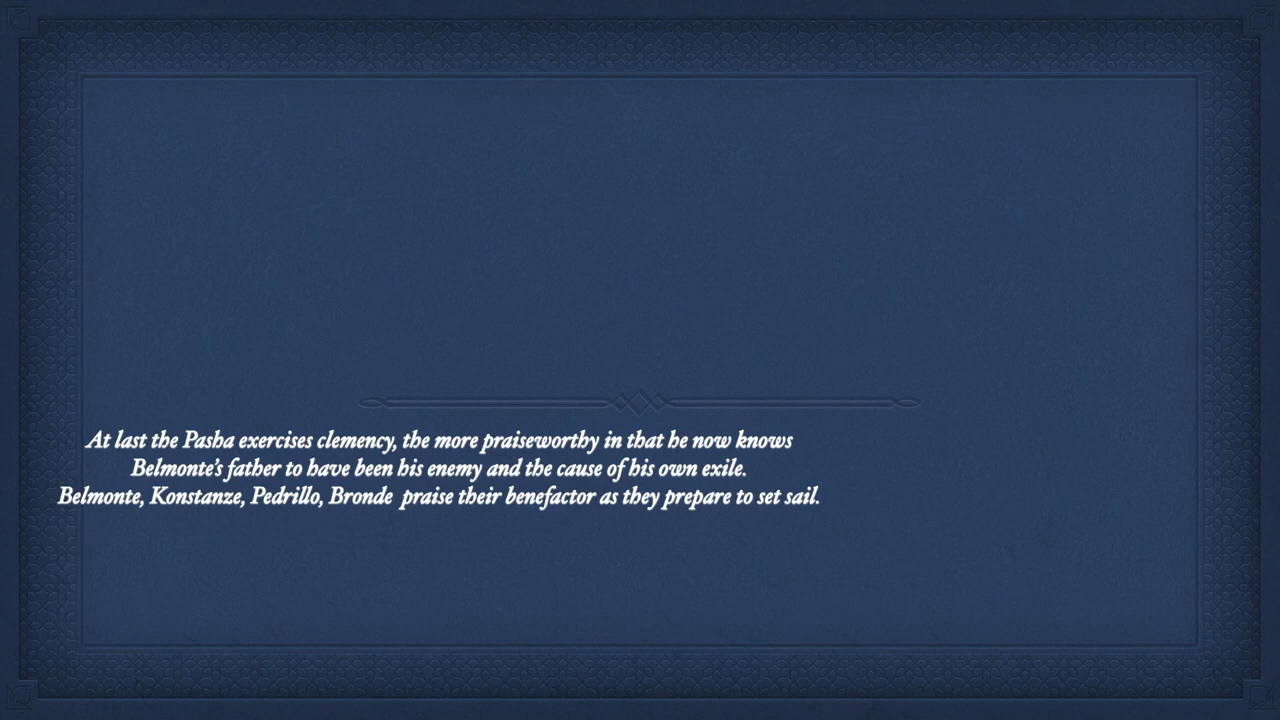 At last the Pasha exercises clemency, the more praiseworthy in that he now knows
Belmonte’s father to have been his enemy and the cause of his own exile.
Belmonte, Konstanze, Pedrillo, Bronde praise their benefactor as they prepare to set sail.